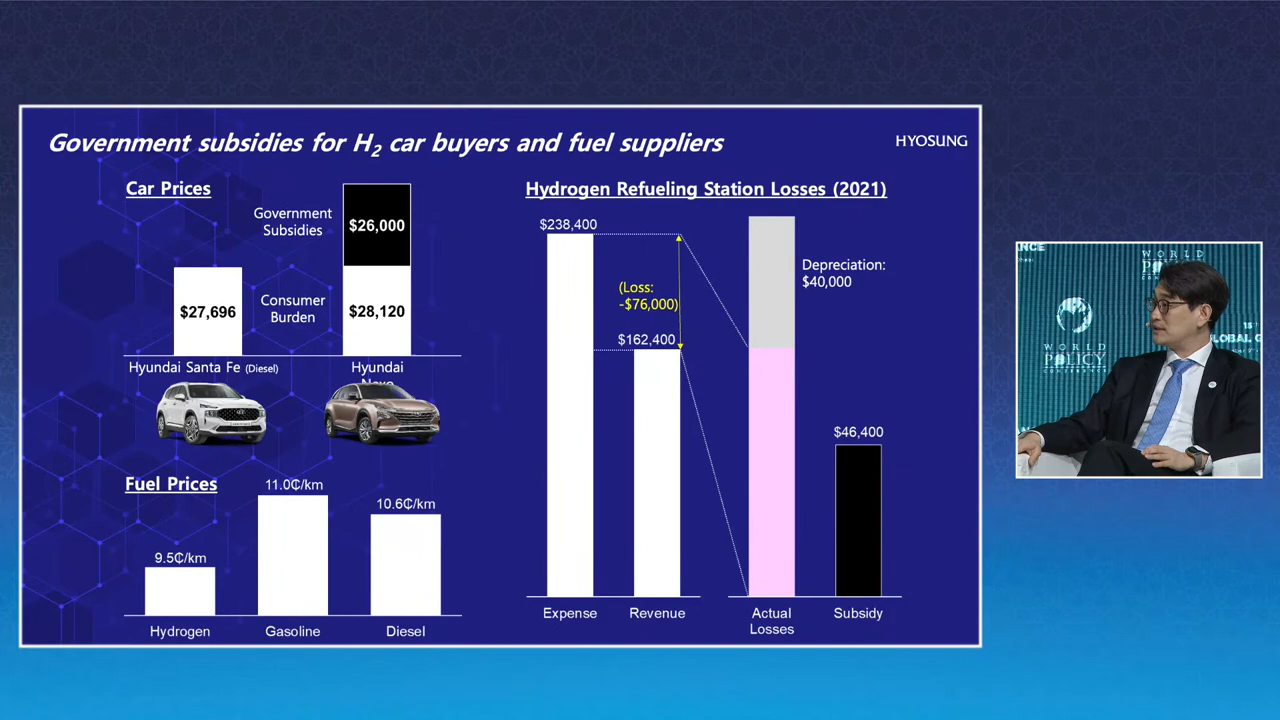 Government subsidies for H2 car buyers and fuel suppliers
HYOSUNG
Car Prices
Government
Subsidies
$26,000
$27,696
Consumer
Burden
$28,120
Hyundai Santa Fe (Diesel)
Hyundai
Fuel Prices
9.5₵/km
11.0₵/km
10.6₵/km
Hydrogen
Gasoline
Diesel
Hydrogen Refueling Station Losses (2021)
$238,400
(Loss:
-$76,000)
$162,400
Depreciation:
$40,000
$46,400
Expense
Revenue
Actual
Losses
Subsidy
WORLD
POLICY